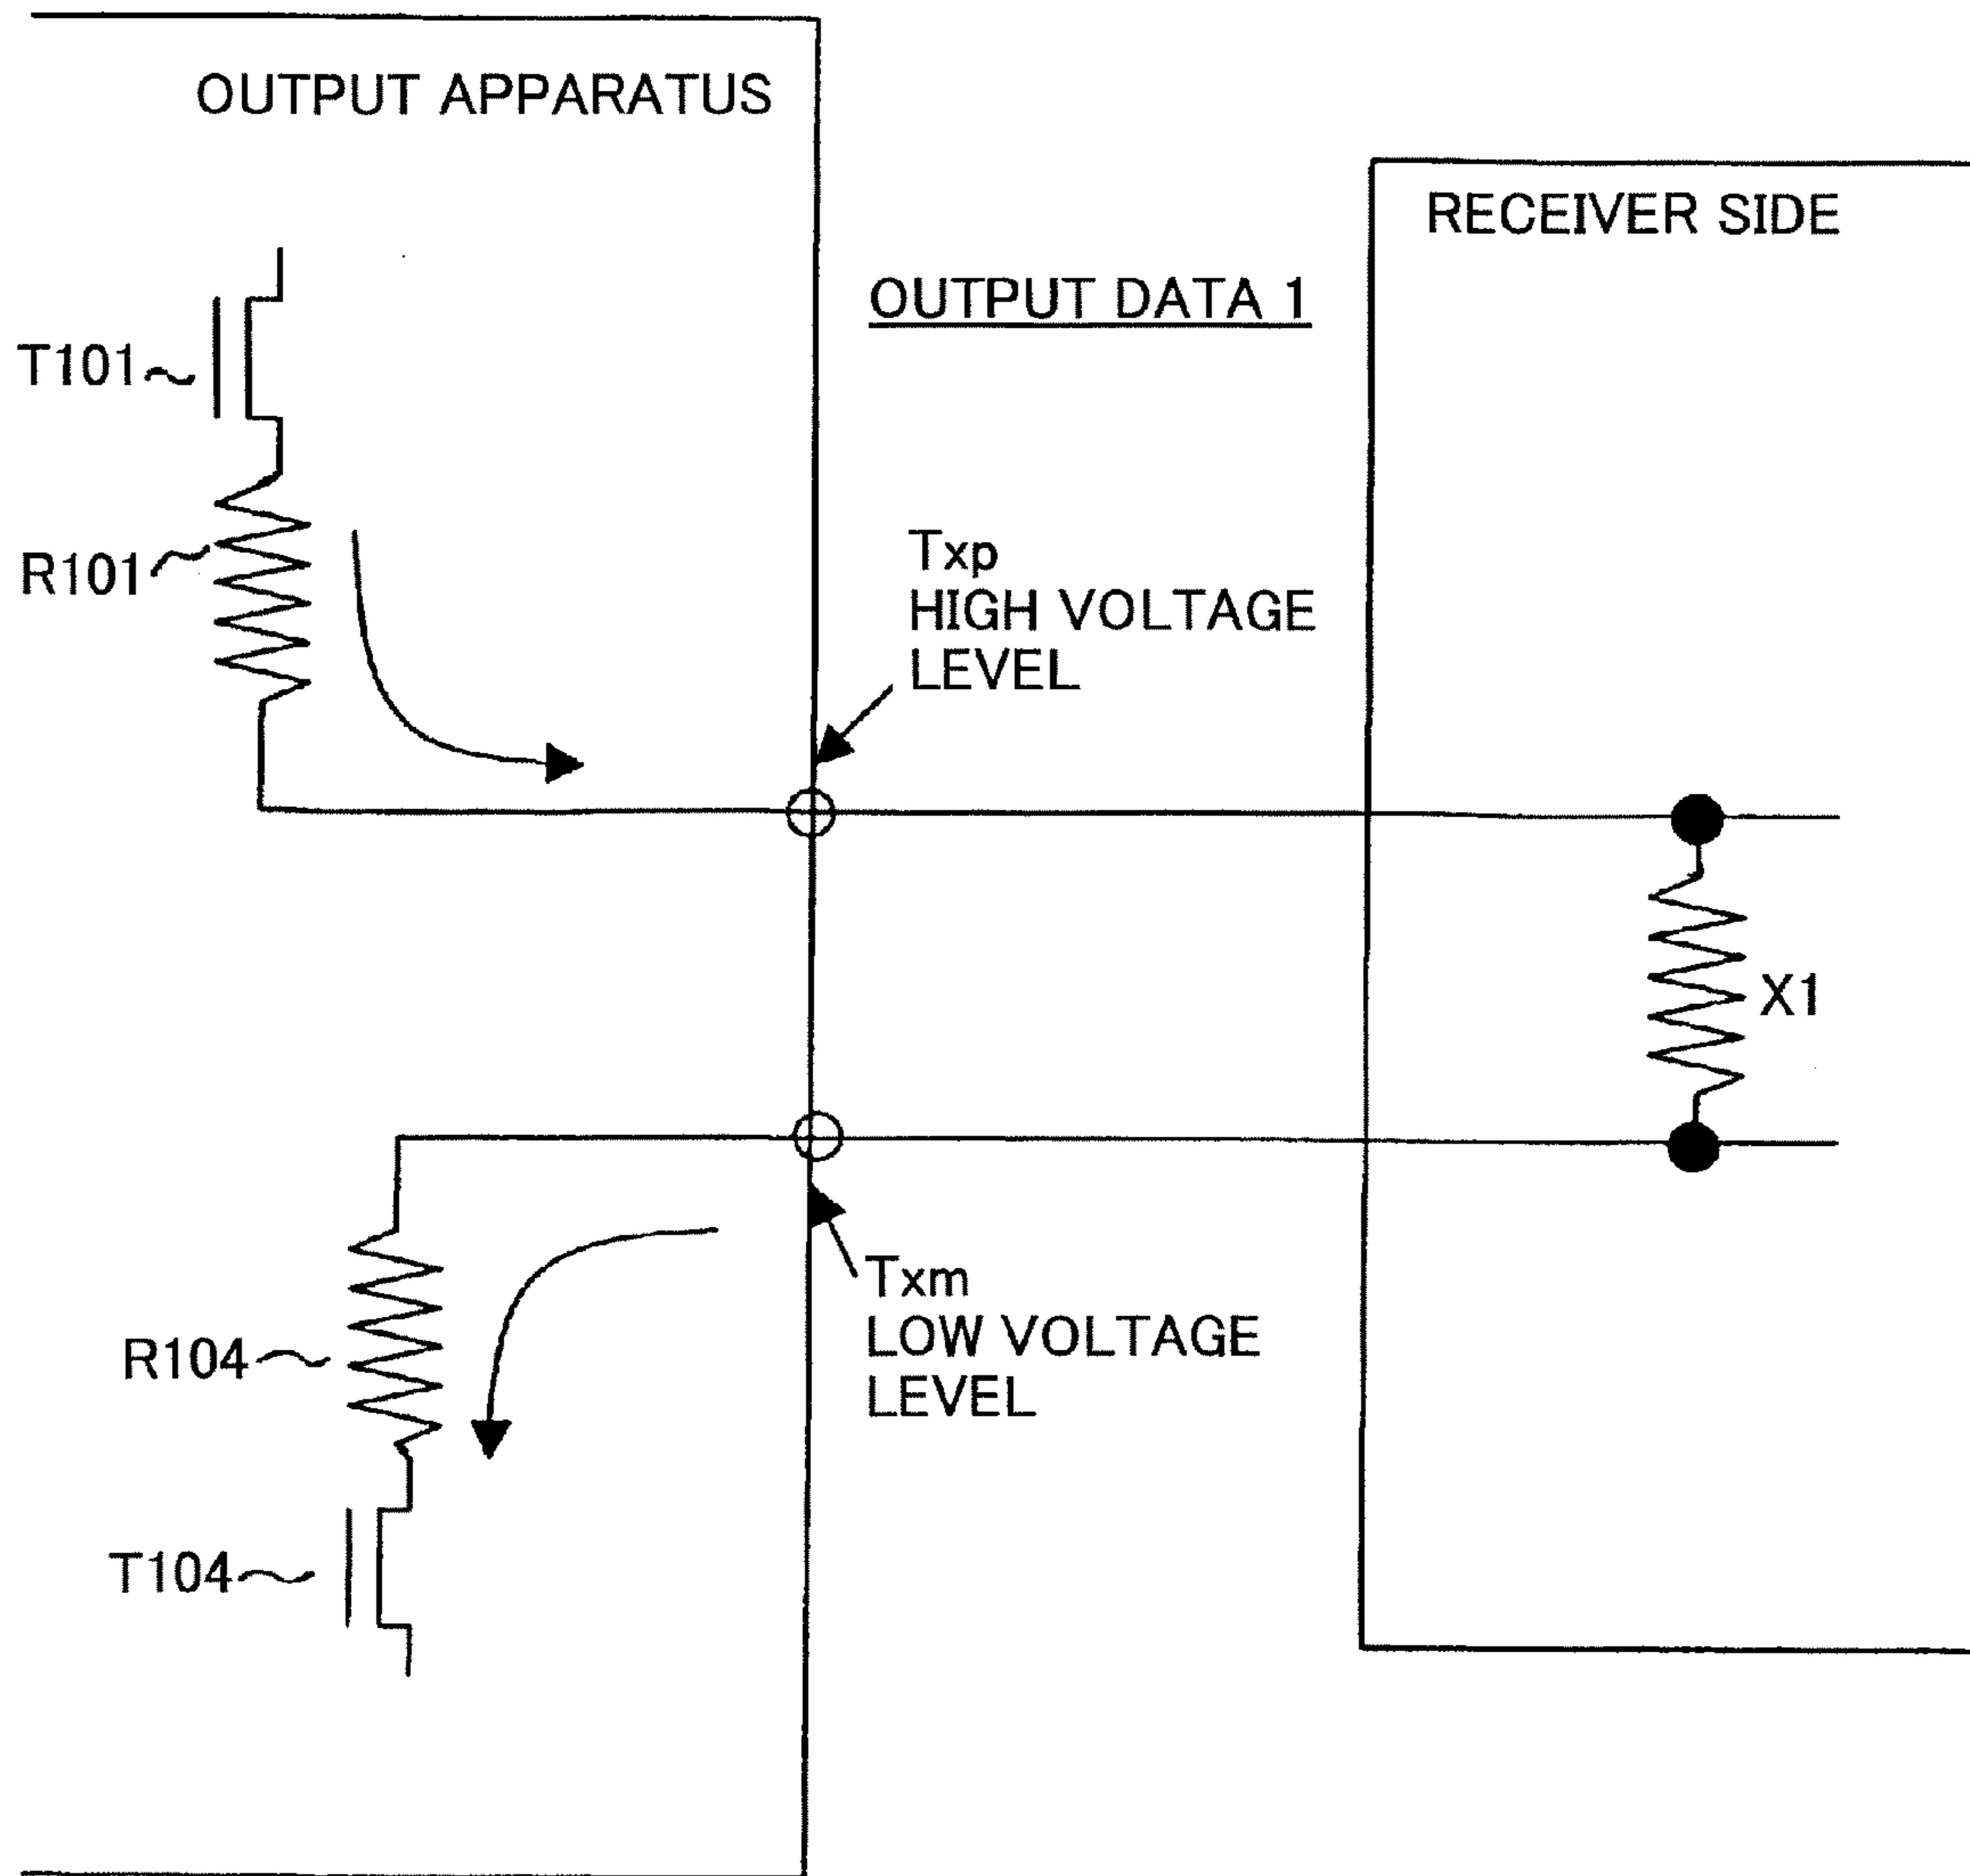 OUTPUT APPARATUS
RECEIVER SIDE
OUTPUT DATA 1
T101
R101
Txp
HIGH VOLTAGE
LEVEL
X1
Txm
LOW VOLTAGE
LEVEL
R104
T104